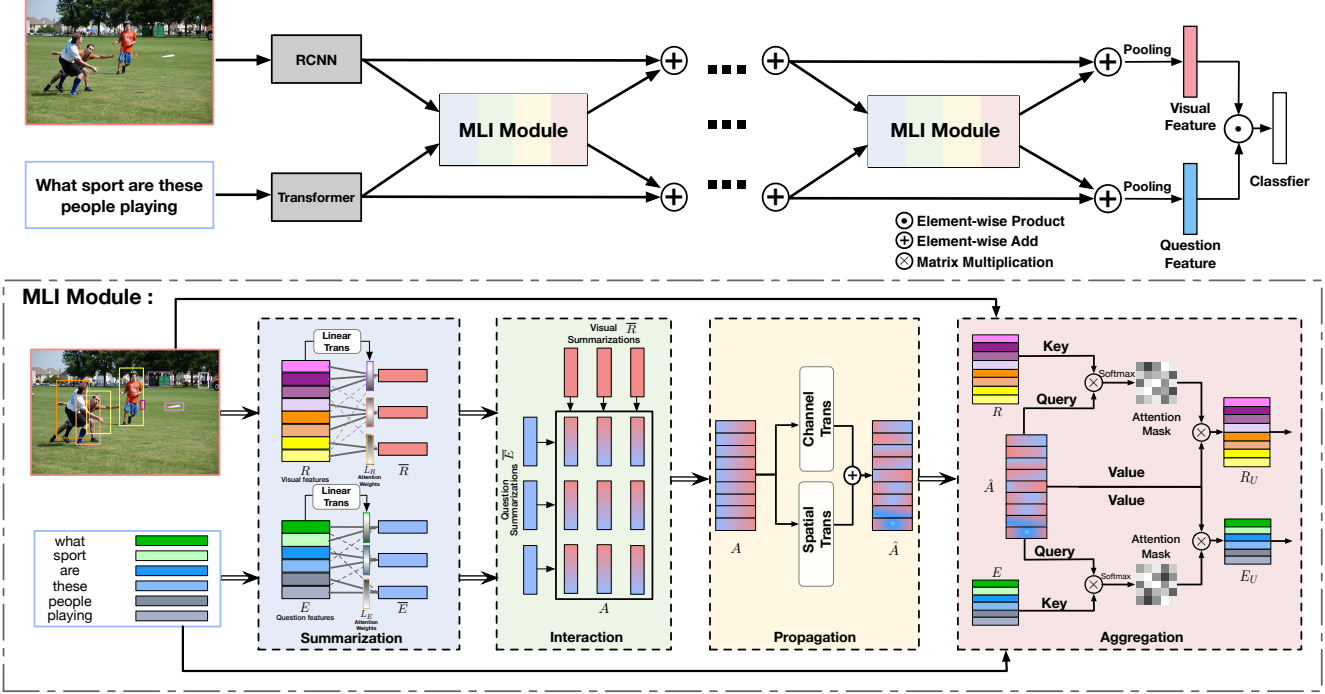 RCNN
MLI Module
MLI Module
Pooling
Visual
Feature
What sport are these
people playing
Transformer
Pooling
Classfier
Question
Feature
Element-wise Product
Element-wise Add
Matrix Multiplication
MLI Module :
Linear
Trans
R
Visual features
L_R
Attention
Weights
R̅
Linear
Trans
E
Question features
L_E
Attention
Weights
E̅
Summarization
what
sport
are
these
people
playing
Visual R̅
Summarizations
Question E̅
Summarizations
A
Interaction
A
Channel
Trans
Spatial
Trans
Â
Propagation
R
Key
Query
Softmax
Attention
Mask
R_U
Â
Value
Value
Query
Softmax
Attention
Mask
E
Key
E_U
Aggregation